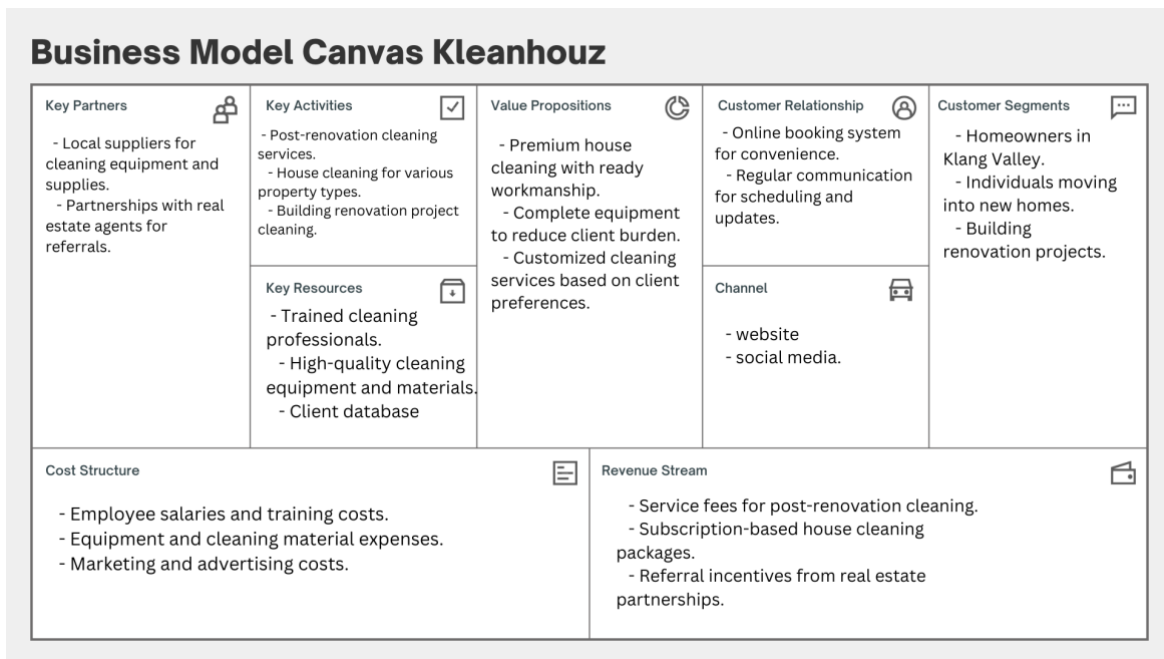 Business Model Canvas Kleanhouz
Key Partners
- Local suppliers for
cleaning equipment and
supplies.
- Partnerships with real
estate agents for
referrals.
Key Activities
- Post-renovation cleaning
services.
- House cleaning for various
property types.
- Building renovation project
cleaning.
Key Resources
- Trained cleaning
professionals.
- High-quality cleaning
equipment and materials.
- Client database
Value Propositions
- Premium house
cleaning with ready
workmanship.
- Complete equipment
to reduce client burden.
- Customized cleaning
services based on client
preferences.
Customer Relationship
- Online booking system
for convenience.
- Regular communication
for scheduling and
updates.
Channel
- website
- social media.
Customer Segments
- Homeowners in
Klang Valley.
- Individuals moving
into new homes.
- Building
renovation projects.
Cost Structure
- Employee salaries and training costs.
- Equipment and cleaning material expenses.
- Marketing and advertising costs.
Revenue Stream
- Service fees for post-renovation cleaning.
- Subscription-based house cleaning
packages.
- Referral incentives from real estate
partnerships.